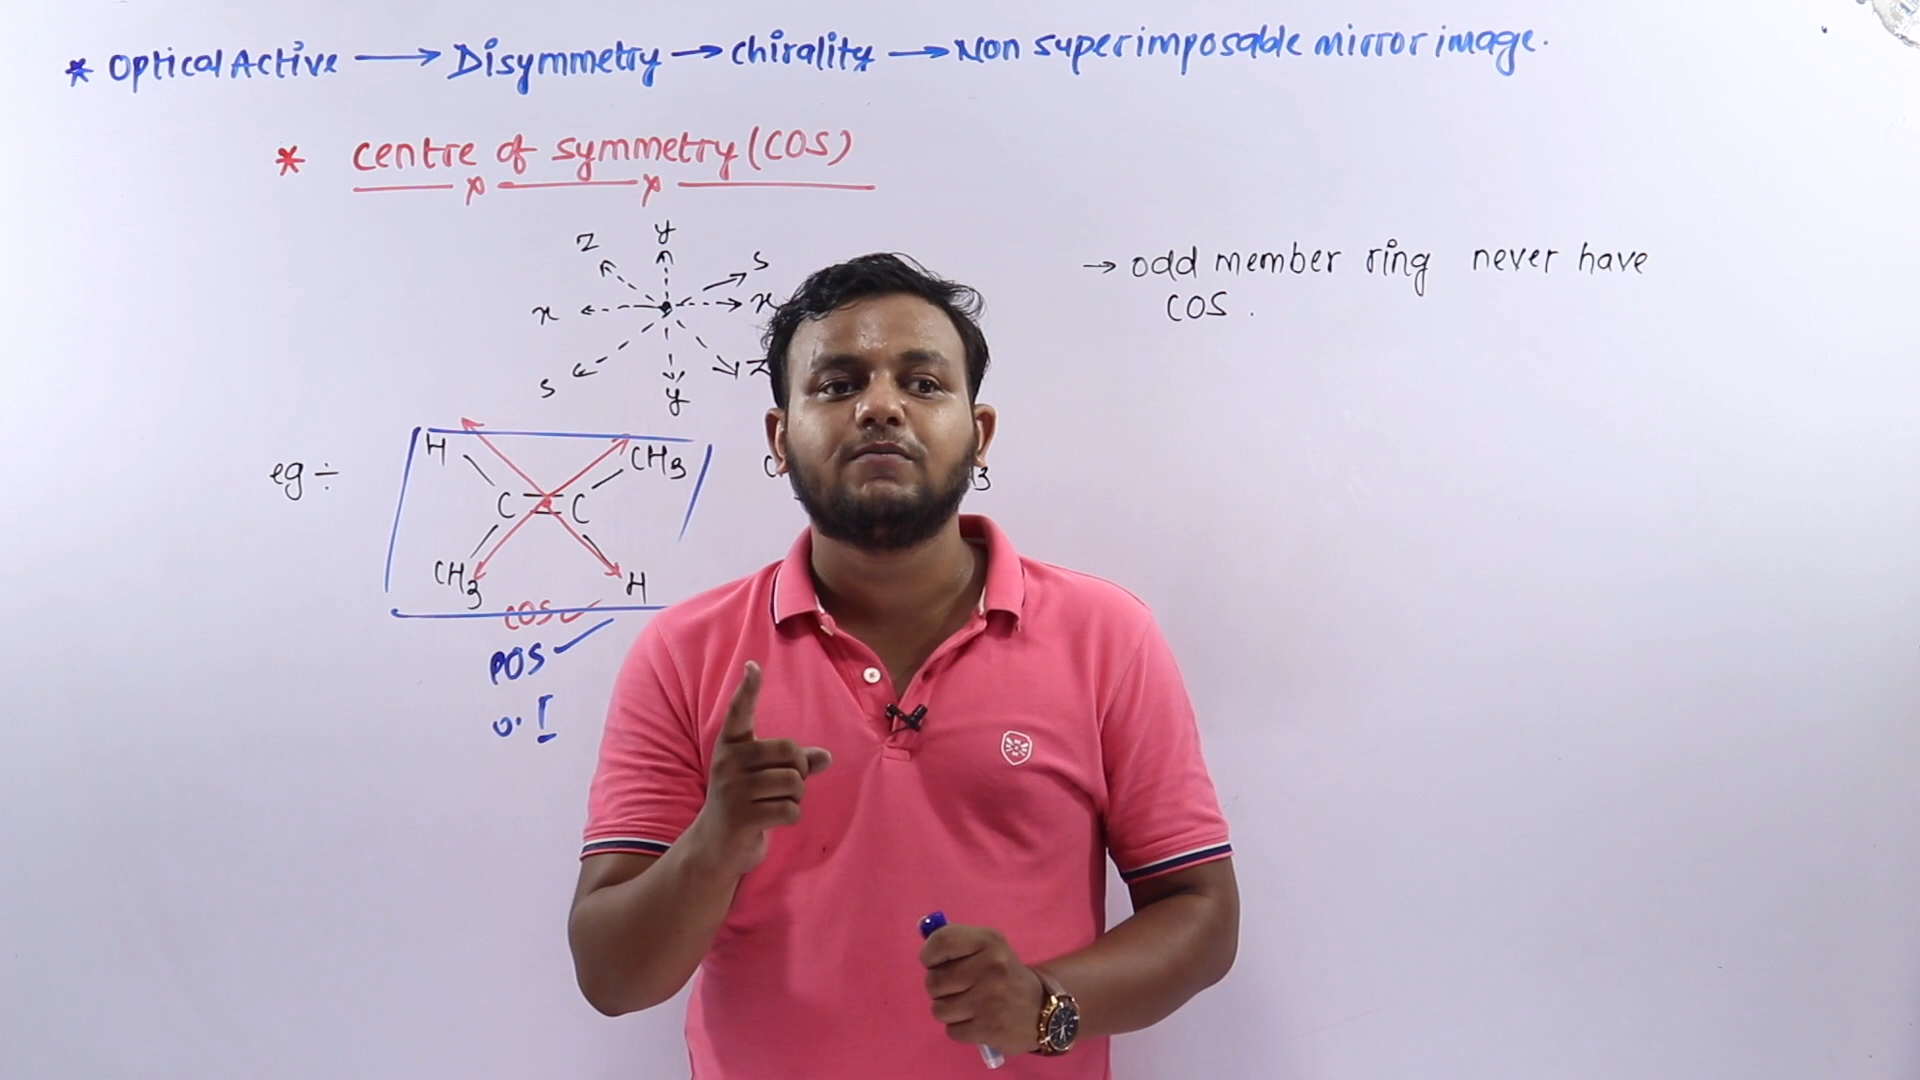 * Optical Active → Disymmetry → chirality → Non superimposable mirror image.
* centre of symmetry (COS)
z y s
x x
s y z
→ odd member ring never have
COS .
eg ÷
H CH3
C = C
CH3 H
COS ✓
POS ✓
O.I